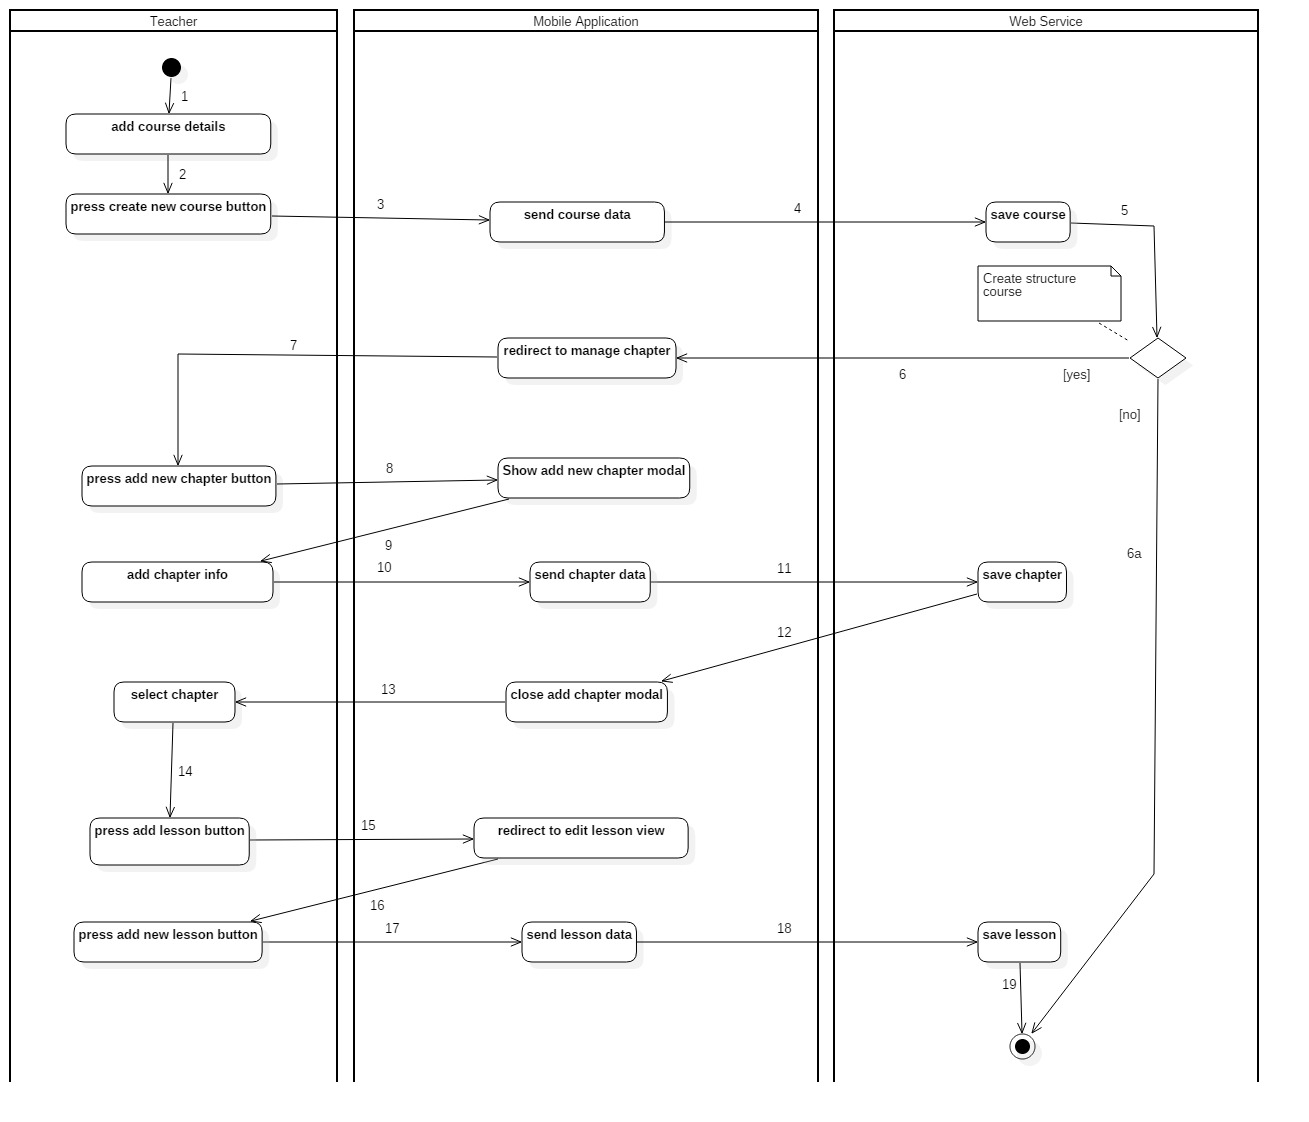 Teacher
Mobile Application
Web Service
1
add course details
2
press create new course button
3
send course data
4
save course
5
Create structure
course
7
redirect to manage chapter
6
[yes]
[no]
press add new chapter button
8
Show add new chapter modal
9
6a
add chapter info
10
send chapter data
11
save chapter
12
select chapter
13
close add chapter modal
14
press add lesson button
15
redirect to edit lesson view
16
press add new lesson button
17
send lesson data
18
save lesson
19